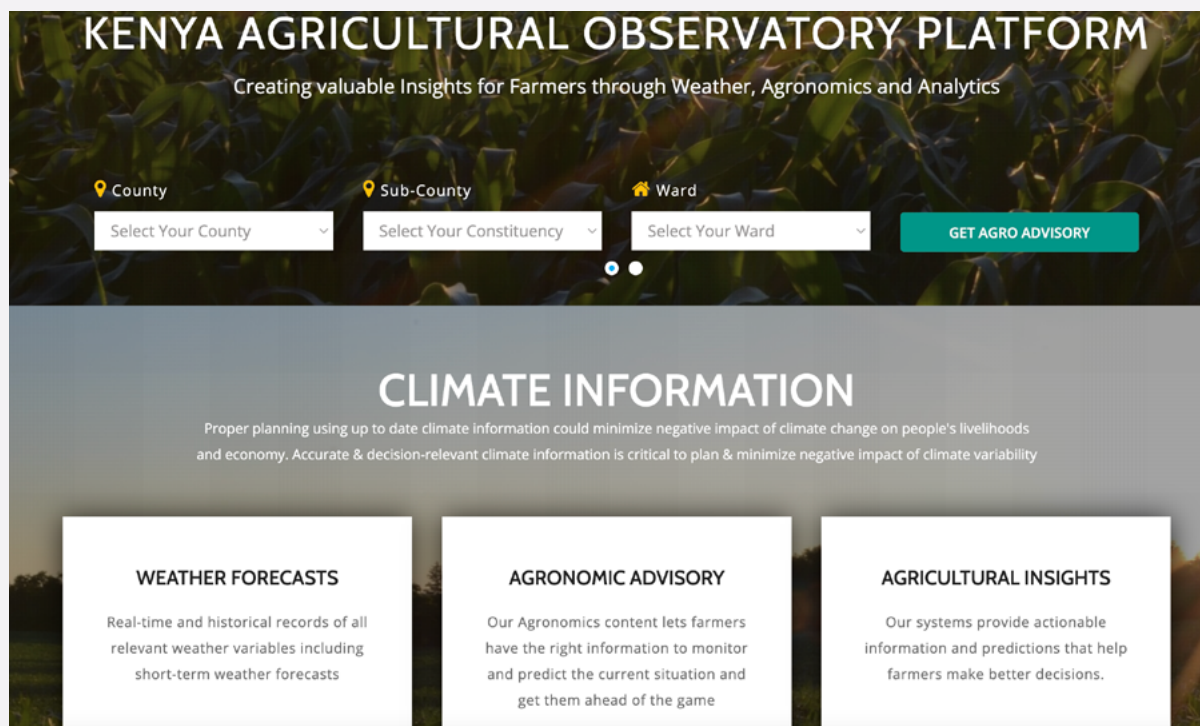 KENYA AGRICULTURAL OBSERVATORY PLATFORM
Creating valuable Insights for Farmers through Weather, Agronomics and Analytics
County
Sub-County
Ward
Select Your County
Select Your Constituency
Select Your Ward
GET AGRO ADVISORY
CLIMATE INFORMATION
Proper planning using up to date climate information could minimize negative impact of climate change on people's livelihoods
and economy. Accurate & decision-relevant climate information is critical to plan & minimize negative impact of climate variability
WEATHER FORECASTS
Real-time and historical records of all
relevant weather variables including
short-term weather forecasts
AGRONOMIC ADVISORY
Our Agronomics content lets farmers
have the right information to monitor
and predict the current situation and
get them ahead of the game
AGRICULTURAL INSIGHTS
Our systems provide actionable
information and predictions that help
farmers make better decisions.